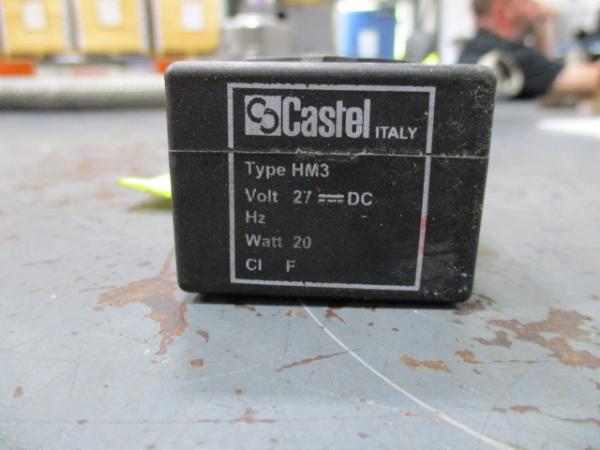 Castel ITALY
Type HM3
Volt 27 DC
Hz
Watt 20
Cl F